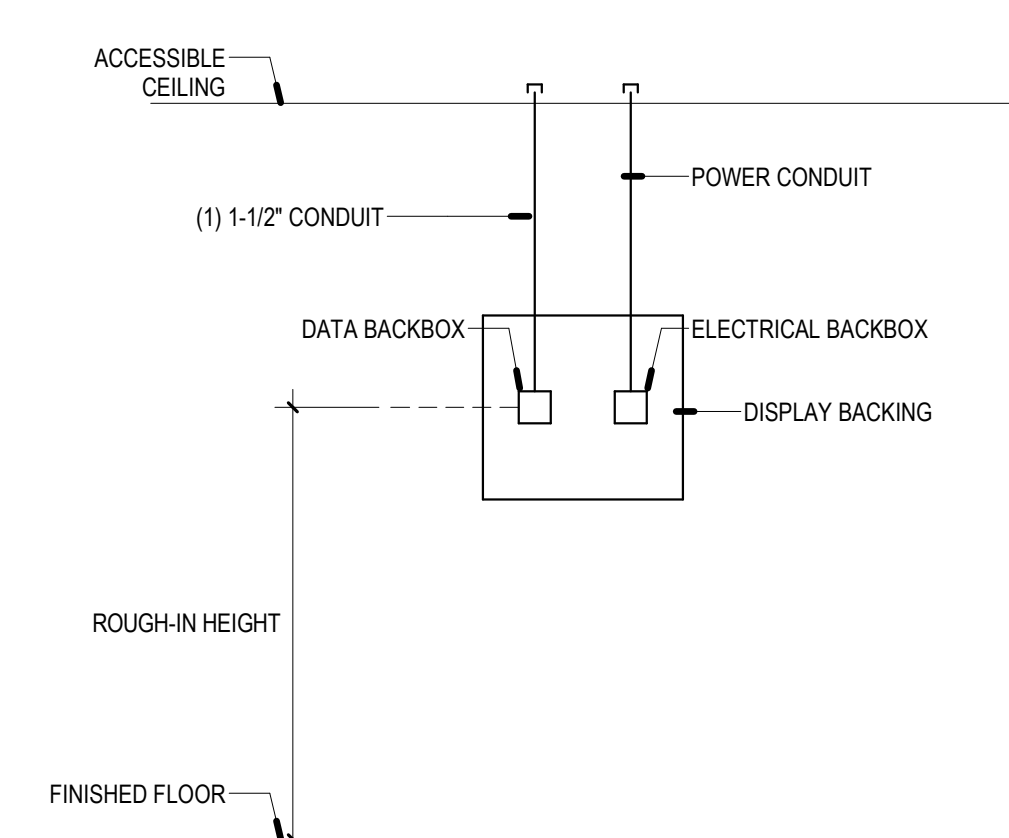 ACCESSIBLE
CEILING
POWER CONDUIT
(1) 1-1/2" CONDUIT
DATA BACKBOX
ELECTRICAL BACKBOX
DISPLAY BACKING
ROUGH-IN HEIGHT
FINISHED FLOOR